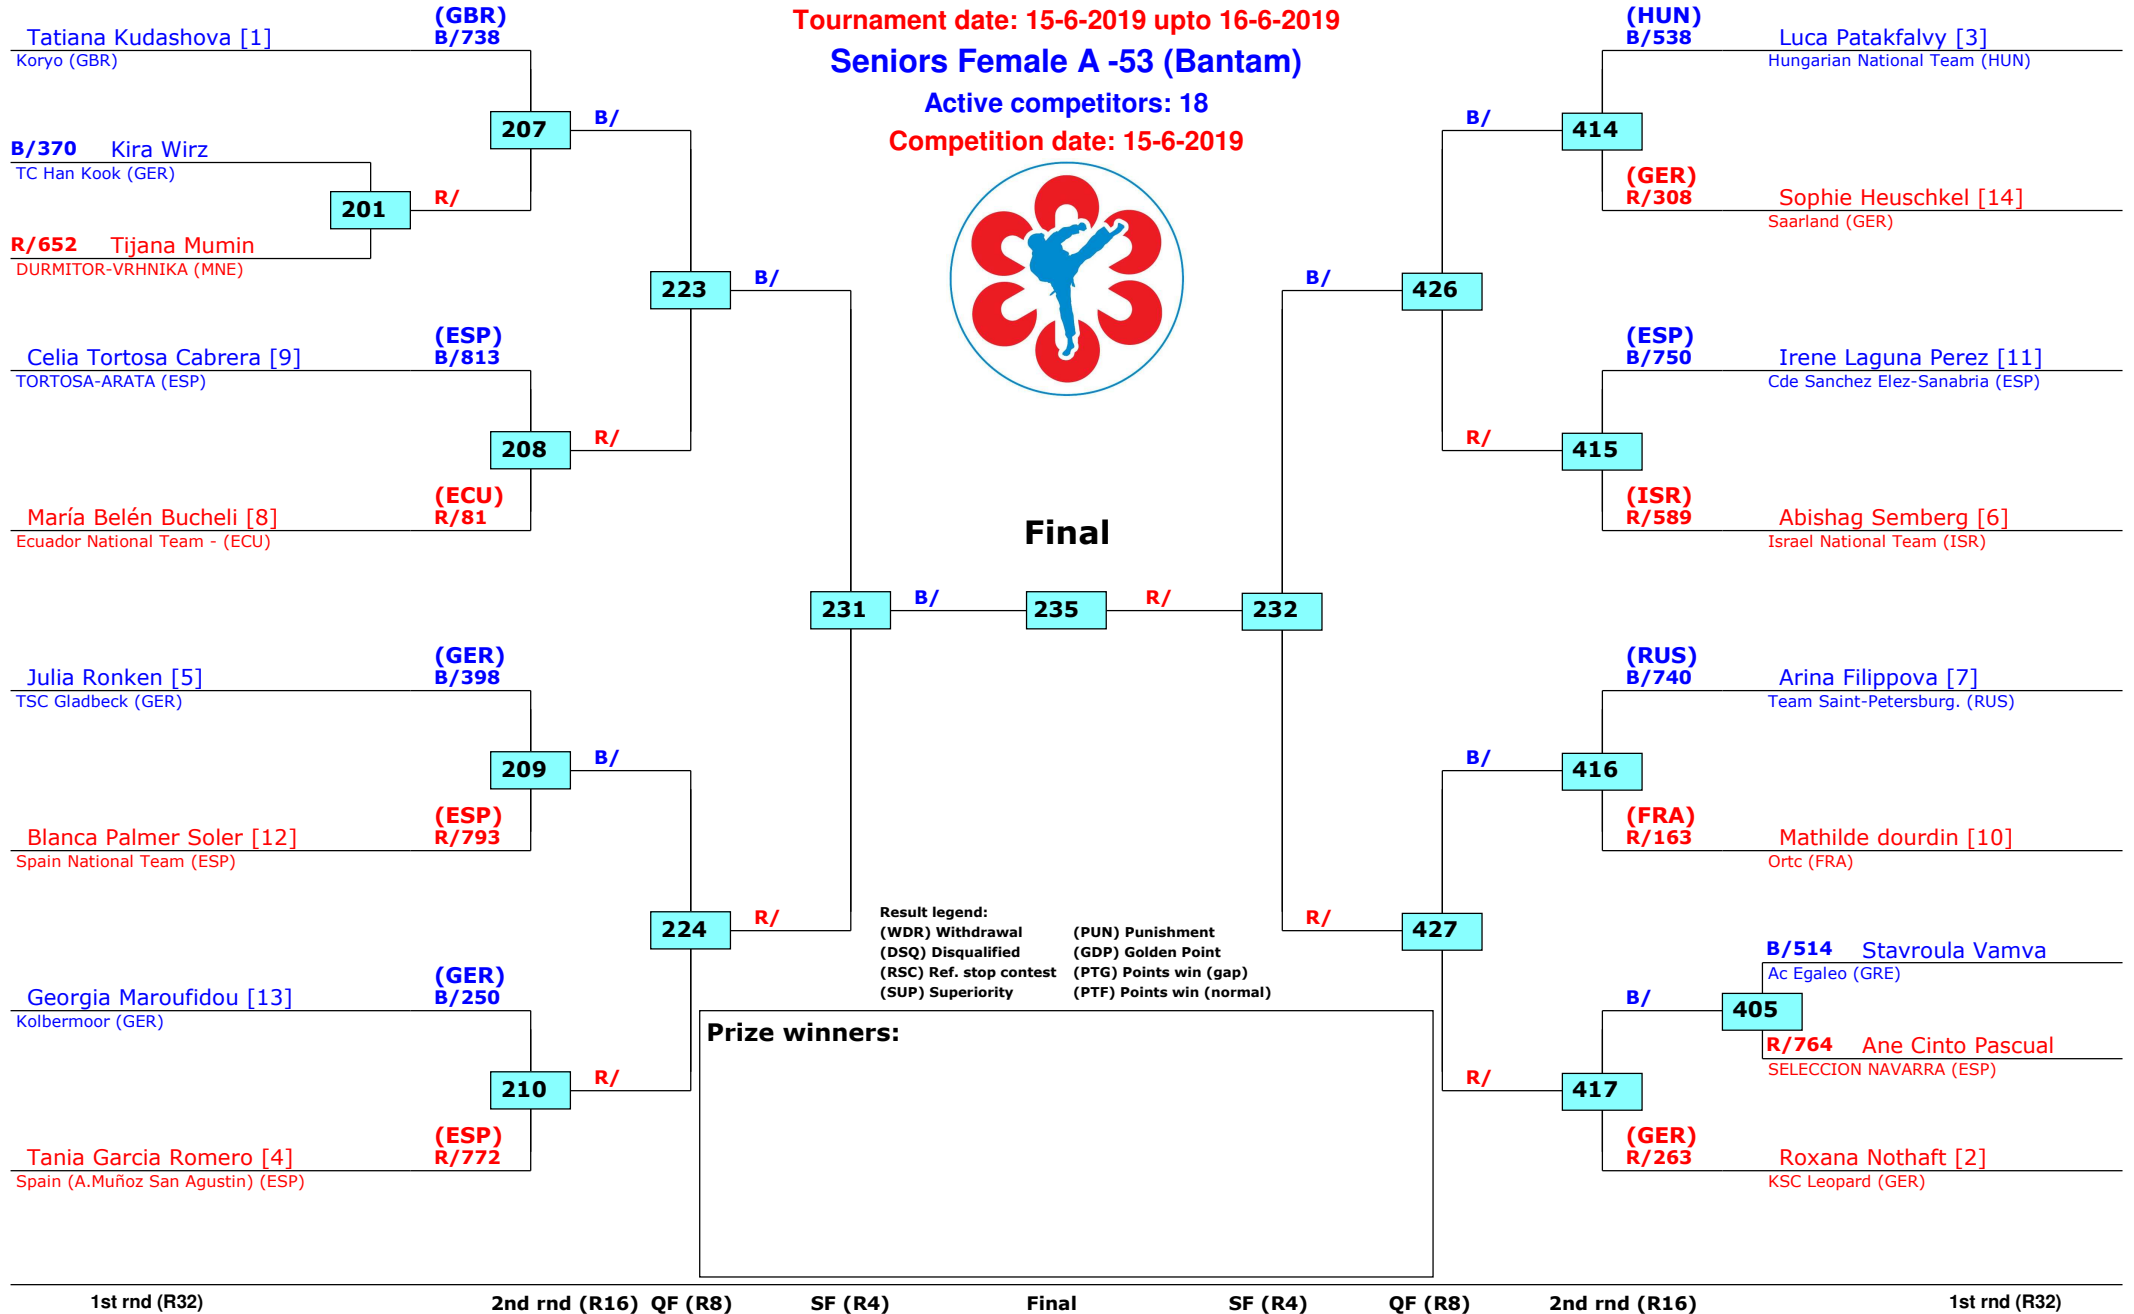 Tournament date: 15-6-2019 upto 16-6-2019
Seniors Female A -53 (Bantam)
Active competitors: 18
Competition date: 15-6-2019
Tatiana Kudashova [1]
(GBR)
B/738
Koryo (GBR)
207
B/
B/370 Kira Wirz
TC Han Kook (GER)
201
R/
R/652 Tijana Mumin
DURMITOR-VRHNIKA (MNE)
223
B/
Celia Tortosa Cabrera [9]
(ESP)
B/813
TORTOSA-ARATA (ESP)
208
R/
María Belén Bucheli [8]
(ECU)
R/81
Ecuador National Team - (ECU)
231
B/
Julia Ronken [5]
(GER)
B/398
TSC Gladbeck (GER)
209
B/
Blanca Palmer Soler [12]
(ESP)
R/793
Spain National Team (ESP)
224
R/
Georgia Maroufidou [13]
(GER)
B/250
Kolbermoor (GER)
210
R/
Tania Garcia Romero [4]
(ESP)
R/772
Spain (A.Muñoz San Agustin) (ESP)
Final
235
R/
232
(HUN)
B/538
Luca Patakfalvy [3]
Hungarian National Team (HUN)
B/
414
(GER)
R/308
Sophie Heuschkel [14]
Saarland (GER)
B/
426
(ESP)
B/750
Irene Laguna Perez [11]
Cde Sanchez Elez-Sanabria (ESP)
R/
415
(ISR)
R/589
Abishag Semberg [6]
Israel National Team (ISR)
(RUS)
B/740
Arina Filippova [7]
Team Saint-Petersburg. (RUS)
B/
416
(FRA)
R/163
Mathilde dourdin [10]
Ortc (FRA)
R/
427
B/514 Stavroula Vamva
Ac Egaleo (GRE)
B/
405
R/764 Ane Cinto Pascual
SELECCION NAVARRA (ESP)
R/
417
(GER)
R/263
Roxana Nothaft [2]
KSC Leopard (GER)
Result legend:
(WDR) Withdrawal (PUN) Punishment
(DSQ) Disqualified (GDP) Golden Point
(RSC) Ref. stop contest (PTG) Points win (gap)
(SUP) Superiority (PTF) Points win (normal)
Prize winners:
1st rnd (R32) 2nd rnd (R16) QF (R8) SF (R4) Final SF (R4) QF (R8) 2nd rnd (R16) 1st rnd (R32)